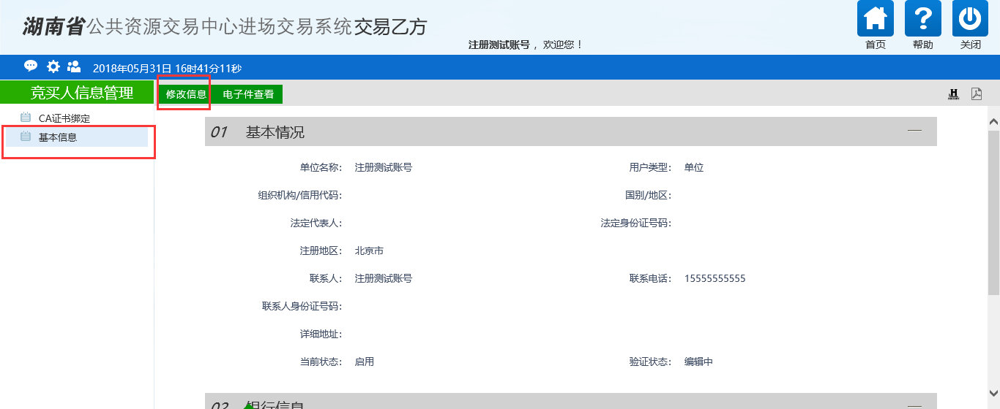 湖南省公共资源交易中心进场交易系统交易乙方
注册测试账号，欢迎您！
首页 帮助 关闭
2018年05月31日 16时41分11秒
竞买人信息管理
修改信息 电子件查看
CA证书绑定
基本信息
01 基本情况
单位名称： 注册测试账号 用户类型： 单位
组织机构/信用代码： 国别/地区：
法定代表人： 法定身份证号码：
注册地区： 北京市
联系人： 注册测试账号 联系电话： 15555555555
联系人身份证号码：
详细地址：
当前状态： 启用 验证状态： 编辑中
02 银行信息